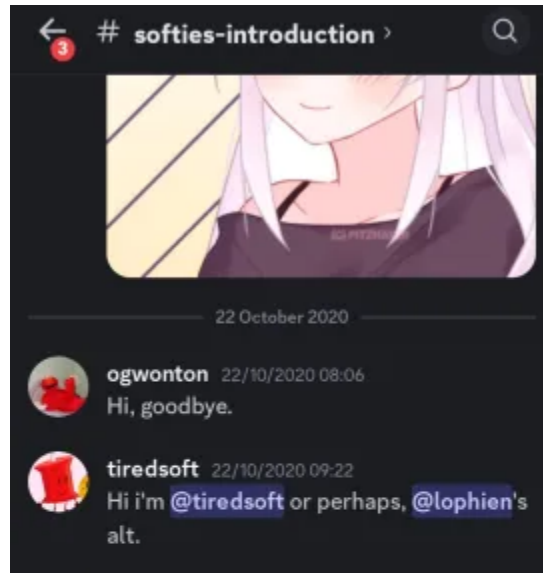 3
# softies-introduction >
22 October 2020
ogwonton 22/10/2020 08:06
Hi, goodbye.
tiredsoft 22/10/2020 09:22
Hi i'm @tiredsoft or perhaps, @lophien's
alt.